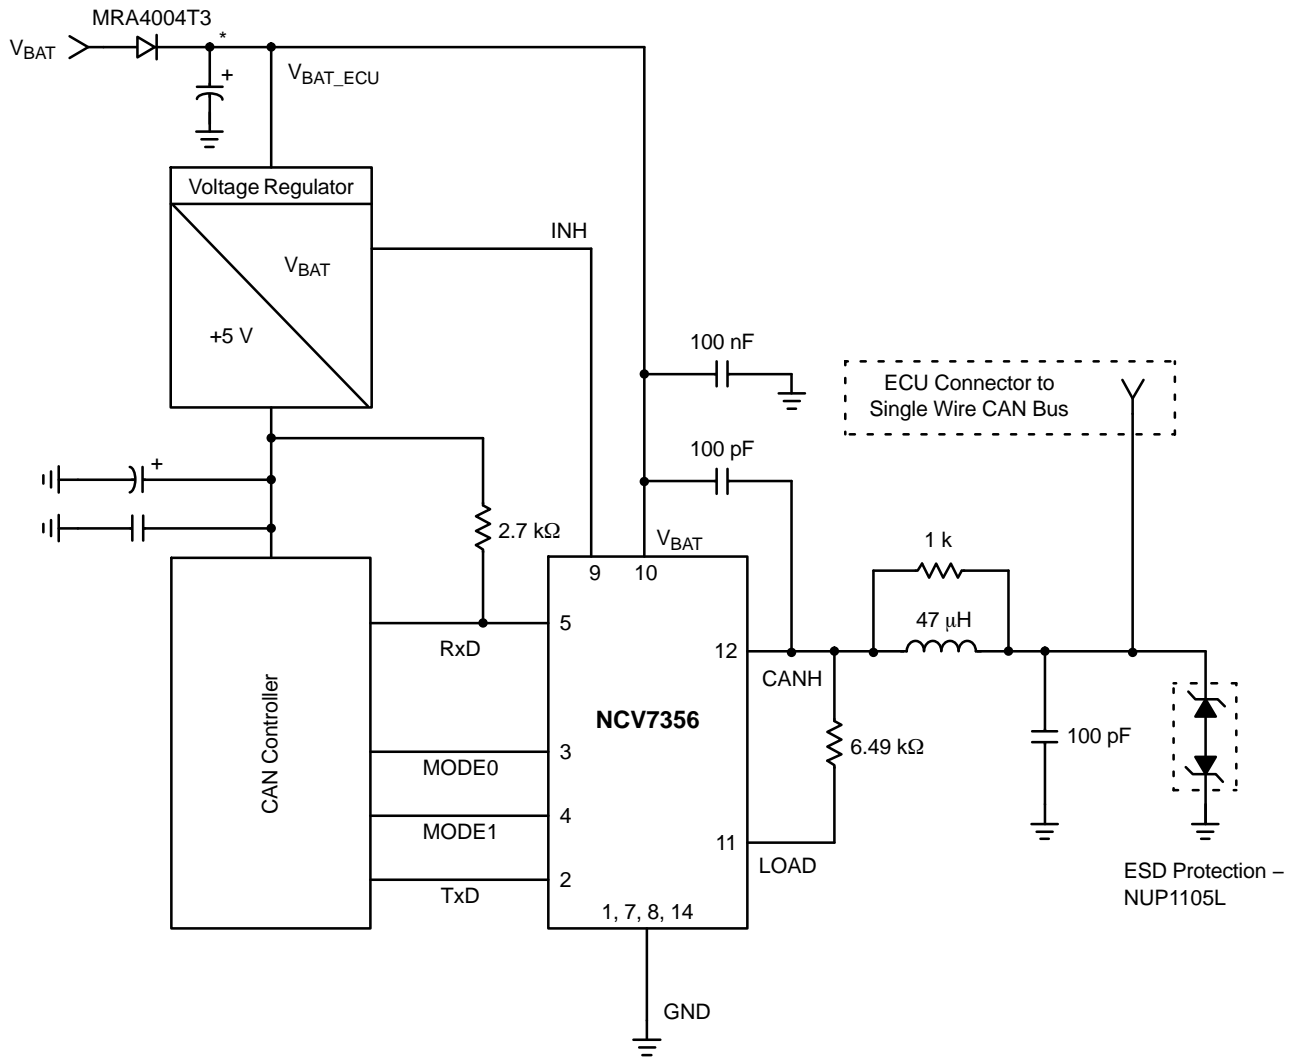 MRA4004T3
VBAT
*
+
VBAT_ECU
Voltage Regulator
INH
VBAT
+5 V
100 nF
ECU Connector to
Single Wire CAN Bus
100 pF
+
2.7 kΩ
VBAT
1 k
9
10
47 μH
5
RxD
12
CANH
CAN Controller
NCV7356
6.49 kΩ
100 pF
3
MODE0
4
MODE1
11
LOAD
ESD Protection –
NUP1105L
2
TxD
1, 7, 8, 14
GND